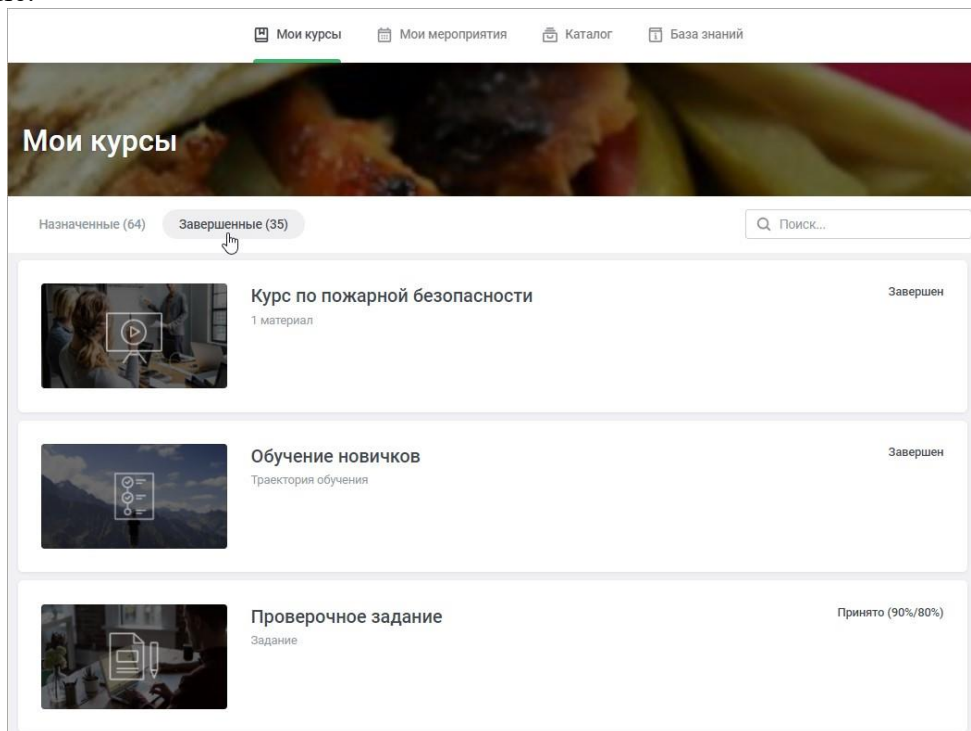 Мои курсы Мои мероприятия Каталог База знаний
Мои курсы
Назначенные (64) Завершенные (35) Поиск...
Курс по пожарной безопасности Завершен
1 материал
Обучение новичков Завершен
Траектория обучения
Проверочное задание Принято (90%/80%)
Задание